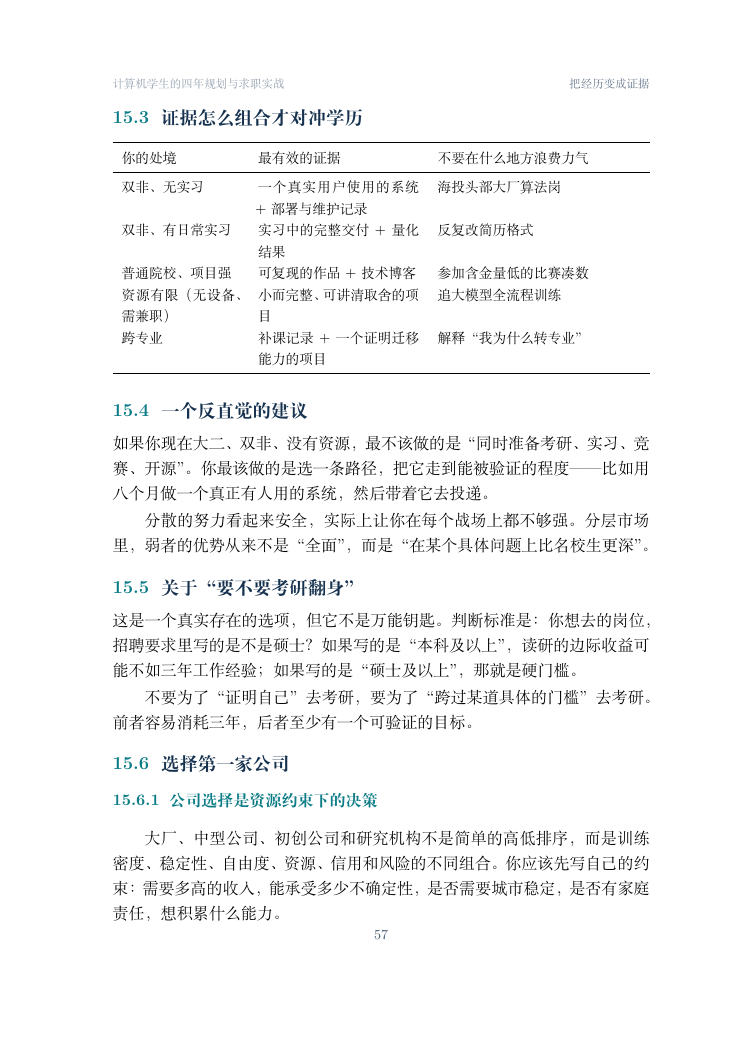 计算机学生的四年规划与求职实战 把经历变成证据
15.3 证据怎么组合才对冲学历
你的处境 最有效的证据 不要在什么地方浪费力气
双非、无实习 一个真实用户使用的系统 海投头部大厂算法岗
+ 部署与维护记录
双非、有日常实习 实习中的完整交付 + 量化 反复改简历格式
结果
普通院校、项目强 可复现的作品 + 技术博客 参加含金量低的比赛凑数
资源有限（无设备、 小而完整、可讲清取舍的项 追大模型全流程训练
需兼职） 目
跨专业 补课记录 + 一个证明迁移 解释“我为什么转专业”
能力的项目
15.4 一个反直觉的建议
如果你现在大二、双非、没有资源，最不该做的是“同时准备考研、实习、竞
赛、开源”。你最该做的是选一条路径，把它走到能被验证的程度——比如用
八个月做一个真正有人用的系统，然后带着它去投递。
分散的努力看起来安全，实际上让你在每个战场上都不够强。分层市场
里，弱者的优势从来不是“全面”，而是“在某个具体问题上比名校生更深”。
15.5 关于“要不要考研翻身”
这是一个真实存在的选项，但它不是万能钥匙。判断标准是：你想去的岗位，
招聘要求里写的是不是硕士？如果写的是“本科及以上”，读研的边际收益可
能不如三年工作经验；如果写的是“硕士及以上”，那就是硬门槛。
不要为了“证明自己”去考研，要为了“跨过某道具体的门槛”去考研。
前者容易消耗三年，后者至少有一个可验证的目标。
15.6 选择第一家公司
15.6.1 公司选择是资源约束下的决策
大厂、中型公司、初创公司和研究机构不是简单的高低排序，而是训练
密度、稳定性、自由度、资源、信用和风险的不同组合。你应该先写自己的约
束：需要多高的收入，能承受多少不确定性，是否需要城市稳定，是否有家庭
责任，想积累什么能力。
57